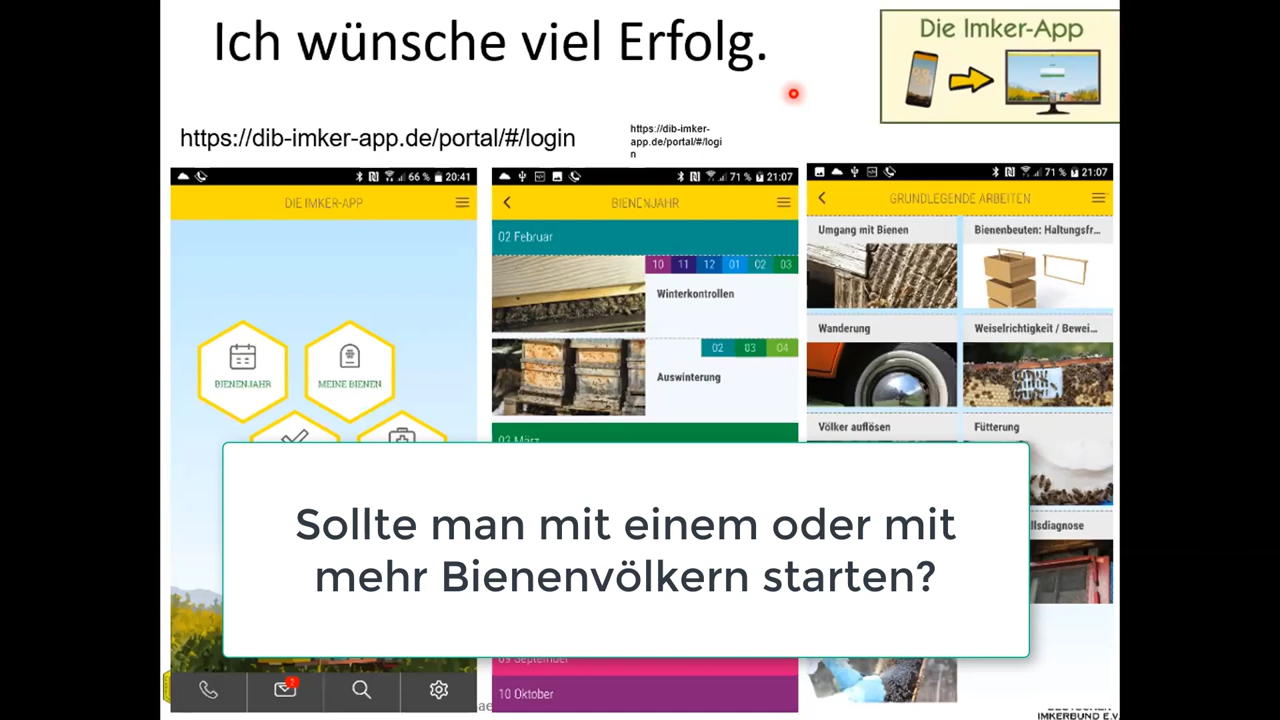 Ich wünsche viel Erfolg.
Die Imker-App
https://dib-imker-app.de/portal/#/login
https://dib-imker-
app.de/portal/#/logi
n
66 % 20:41
DIE IMKER-APP
BIENENJAHR
MEINE BIENEN
2
71 % 21:07
BIENENJAHR
02 Februar
10 11 12 01 02 03
Winterkontrollen
02 03 04
Auswinterung
03 März
09 September
10 Oktober
71 % 21:07
GRUNDLEGENDE ARBEITEN
Umgang mit Bienen
Bienenbeuten: Haltungsfr...
Wanderung
Weiselrichtigkeit / Bewei...
Völker auflösen
Fütterung
llsdiagnose
Sollte man mit einem oder mit
mehr Bienenvölkern starten?
IMKERBUND E.V